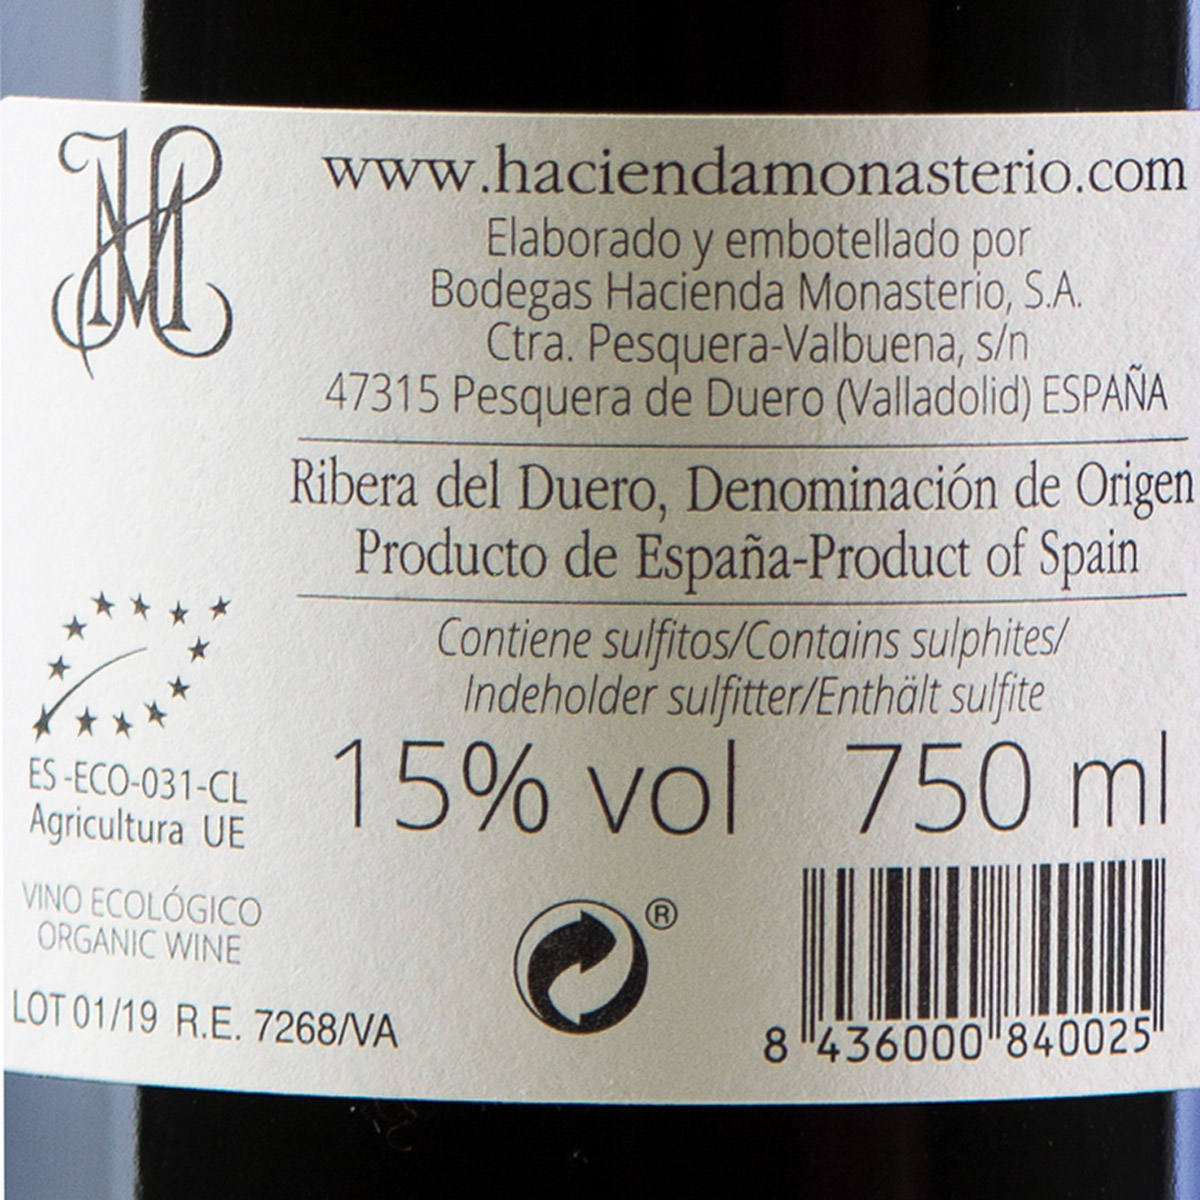 HM
www.haciendamonasterio.com
Elaborado y embotellado por
Bodegas Hacienda Monasterio, S.A.
Ctra. Pesquera-Valbuena, s/n
47315 Pesquera de Duero (Valladolid) ESPAÑA
Ribera del Duero, Denominación de Origen
Producto de España-Product of Spain
Contiene sulfitos/Contains sulphites/
Indeholder sulfitter/Enthält sulfite
15% vol 750 ml
ES -ECO-031-CL
Agricultura UE
VINO ECOLÓGICO
ORGANIC WINE
LOT 01/19 R.E. 7268/VA
®
8 436000 840025